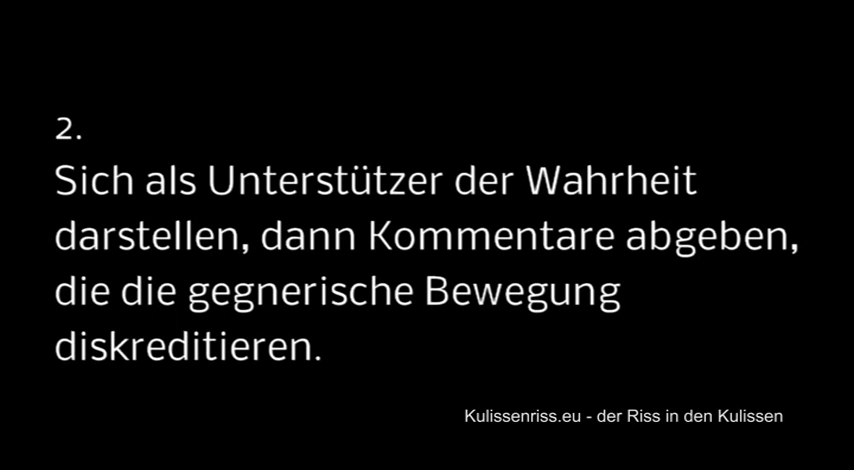 2.
Sich als Unterstützer der Wahrheit
darstellen, dann Kommentare abgeben,
die die gegnerische Bewegung
diskreditieren.
Kulissenriss.eu - der Riss in den Kulissen